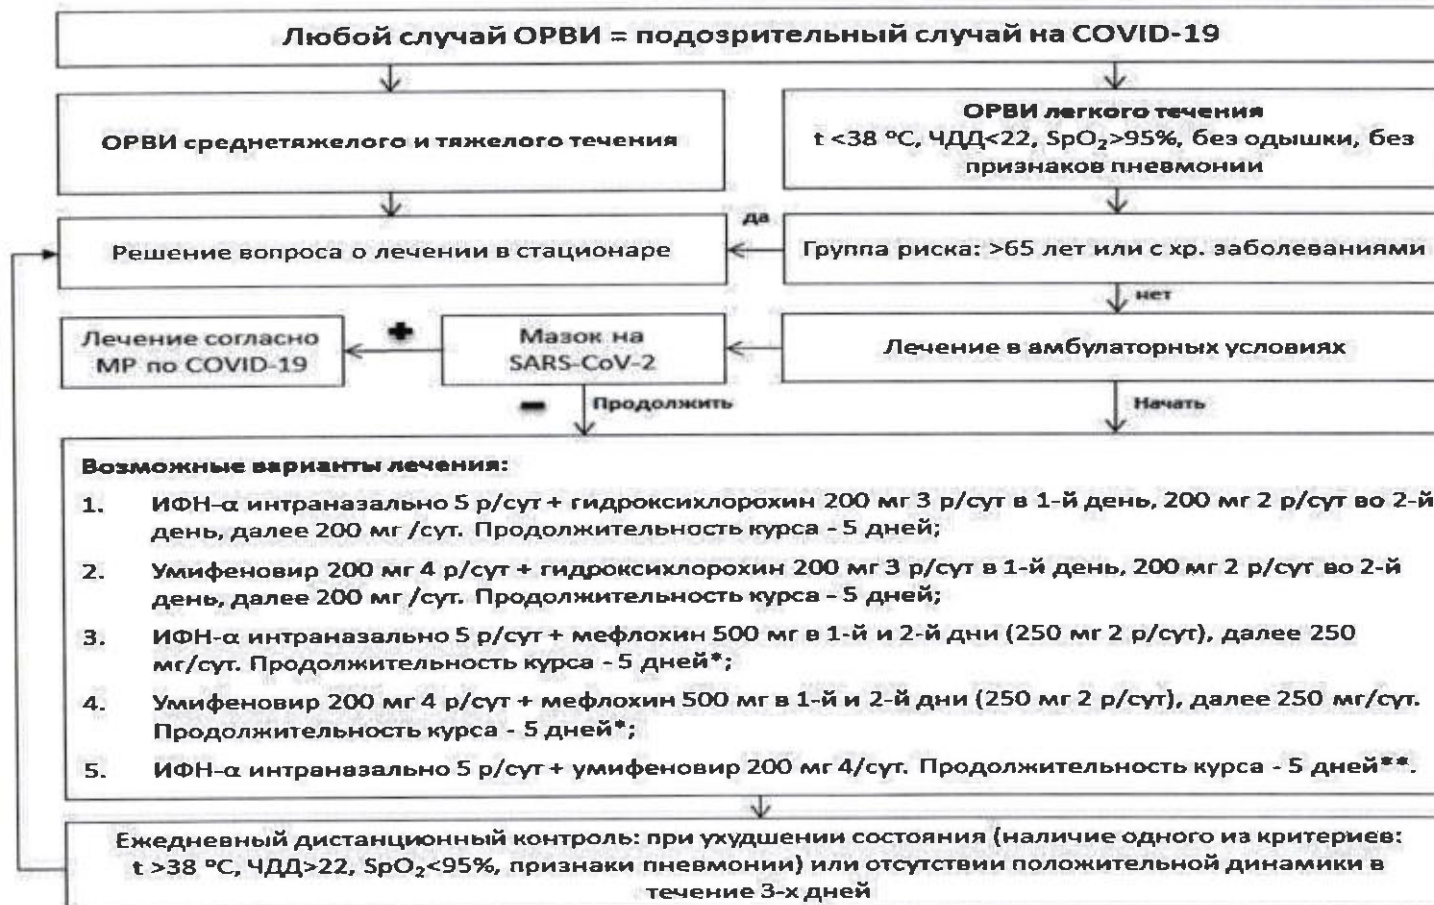 Любой случай ОРВИ = подозрительный случай на COVID-19
ОРВИ среднетяжелого и тяжелого течения
ОРВИ легкого течения
t <38 °C, ЧДД<22, SpO₂>95%, без одышки, без
признаков пневмонии
Решение вопроса о лечении в стационаре
да
Группа риска: >65 лет или с хр. заболеваниями
нет
Лечение согласно
МР по COVID-19
+
Мазок на
SARS-CoV-2
Лечение в амбулаторных условиях
– Продолжить
Начать
Возможные варианты лечения:
1. ИФН-α интраназально 5 р/сут + гидроксихлорохин 200 мг 3 р/сут в 1-й день, 200 мг 2 р/сут во 2-й
день, далее 200 мг /сут. Продолжительность курса - 5 дней;
2. Умифеновир 200 мг 4 р/сут + гидроксихлорохин 200 мг 3 р/сут в 1-й день, 200 мг 2 р/сут во 2-й
день, далее 200 мг /сут. Продолжительность курса - 5 дней;
3. ИФН-α интраназально 5 р/сут + мефлохин 500 мг в 1-й и 2-й дни (250 мг 2 р/сут), далее 250
мг/сут. Продолжительность курса - 5 дней*;
4. Умифеновир 200 мг 4 р/сут + мефлохин 500 мг в 1-й и 2-й дни (250 мг 2 р/сут), далее 250 мг/сут.
Продолжительность курса - 5 дней*;
5. ИФН-α интраназально 5 р/сут + умифеновир 200 мг 4/сут. Продолжительность курса - 5 дней**.
Ежедневный дистанционный контроль: при ухудшении состояния (наличие одного из критериев:
t >38 °C, ЧДД>22, SpO₂<95%, признаки пневмонии) или отсутствии положительной динамики в
течение 3-х дней